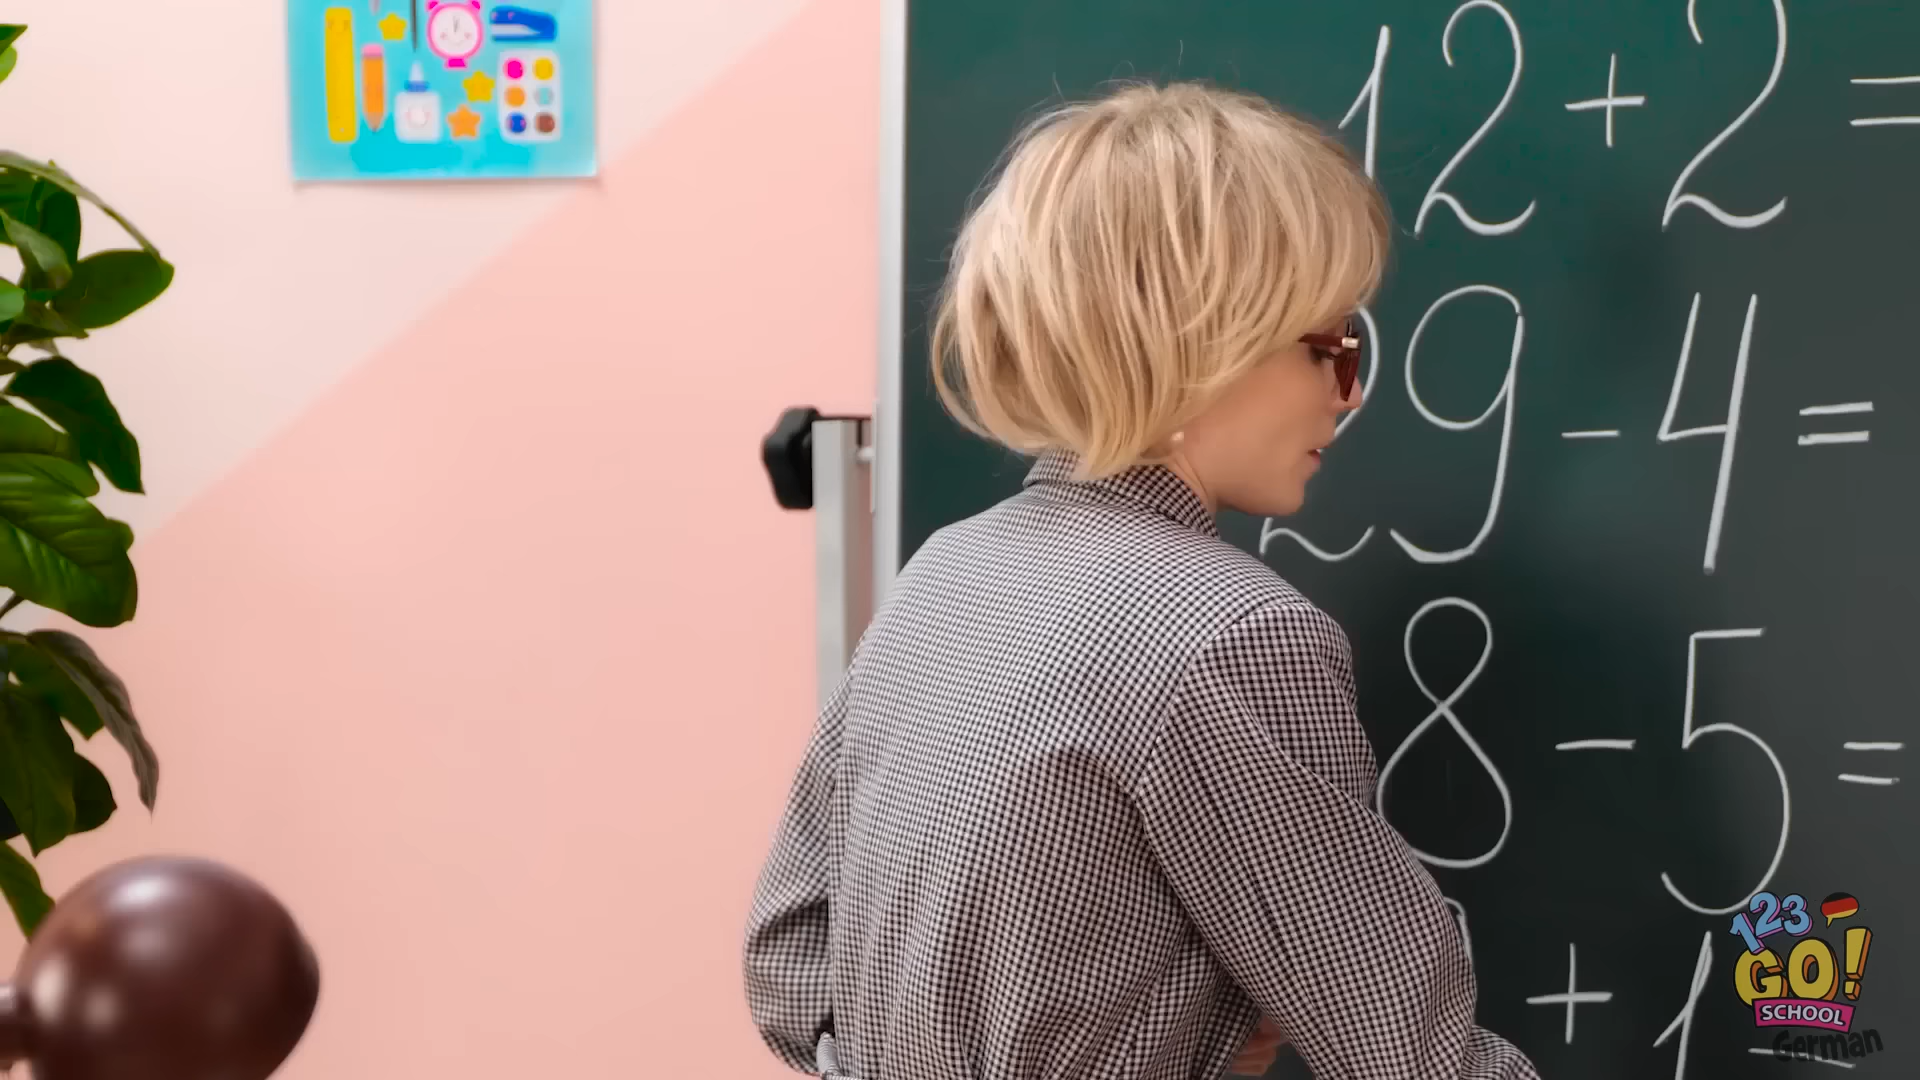 12 + 2 =
29 - 4 =
8 - 5 =
+ 1 =
123
GO!
SCHOOL
German